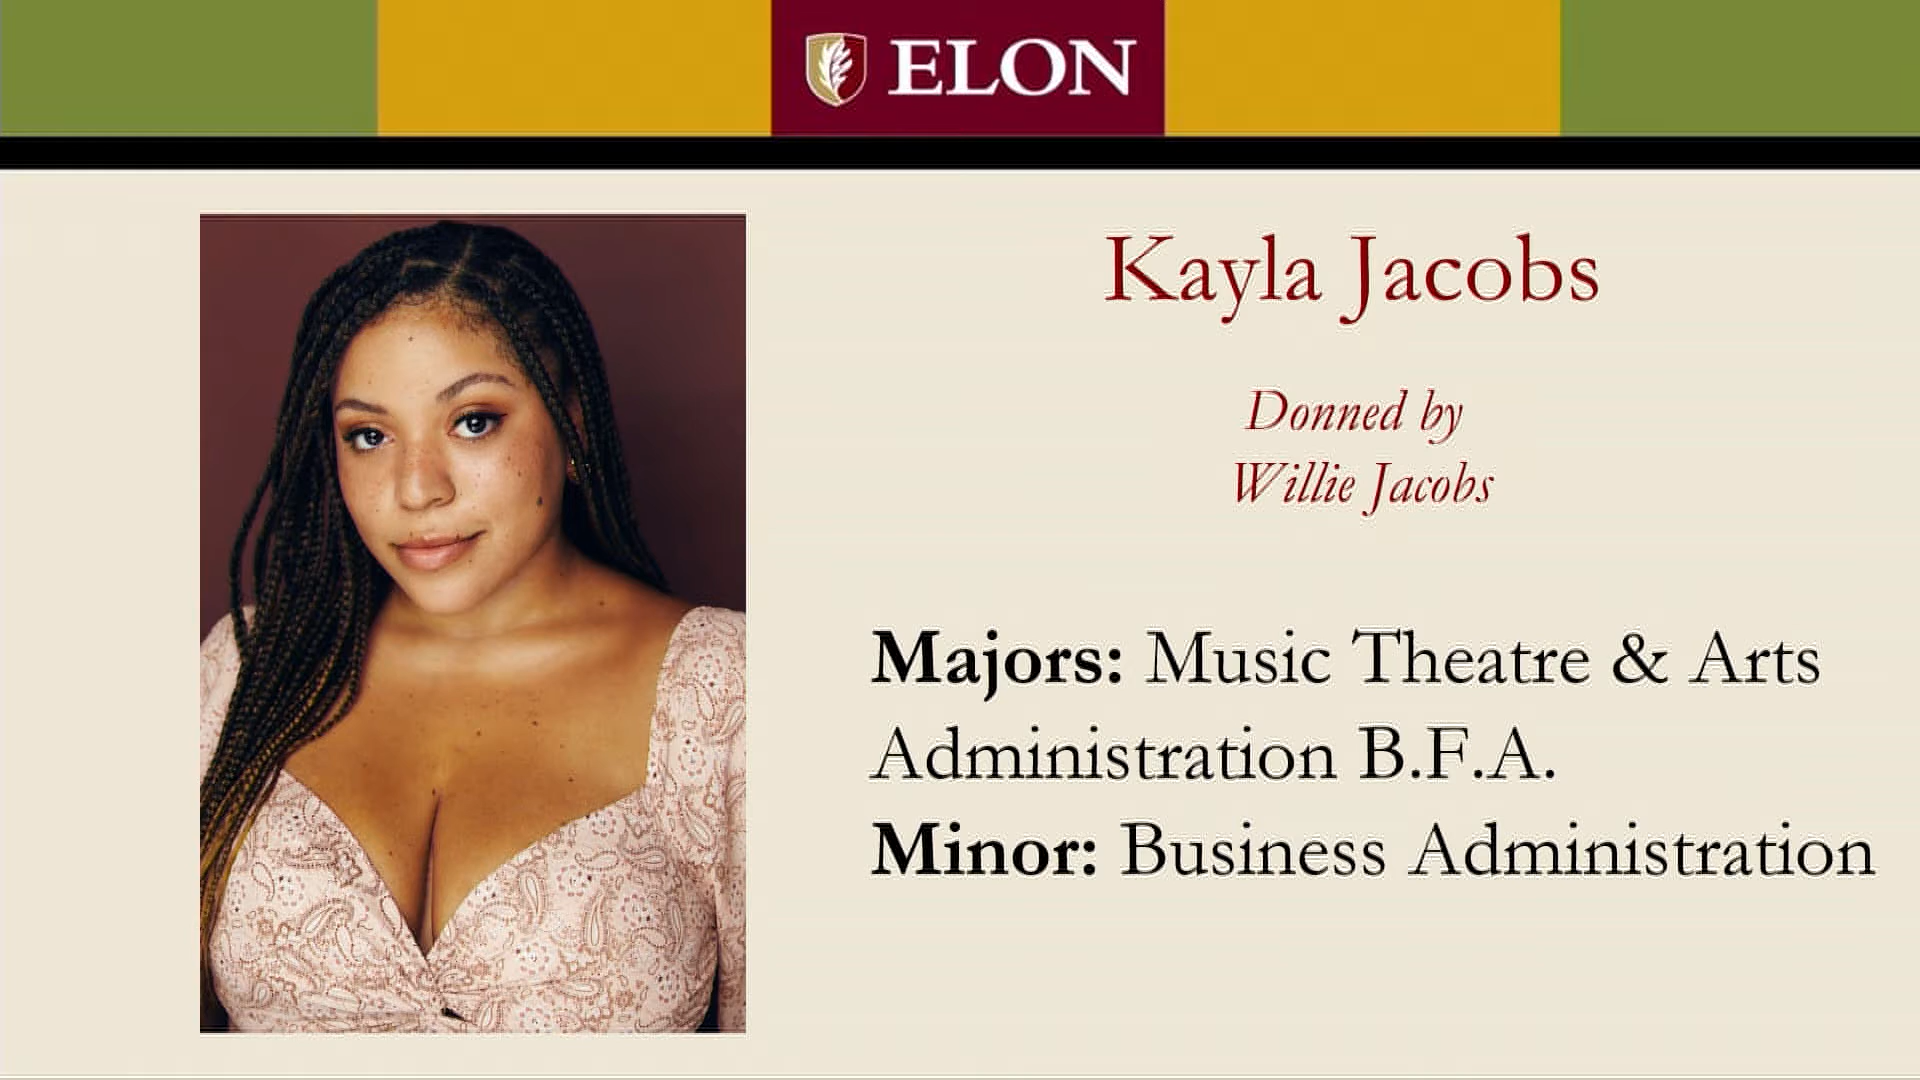 ELON
Kayla Jacobs
Donned by
Willie Jacobs
Majors: Music Theatre & Arts
Administration B.F.A.
Minor: Business Administration